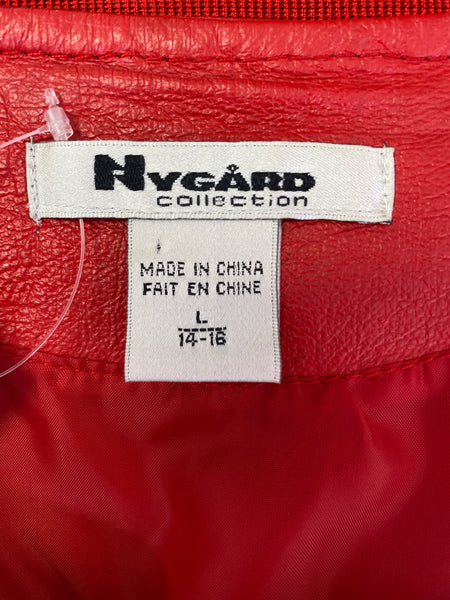 NYGÅRD
collection
MADE IN CHINA
FAIT EN CHINE
L
14-16